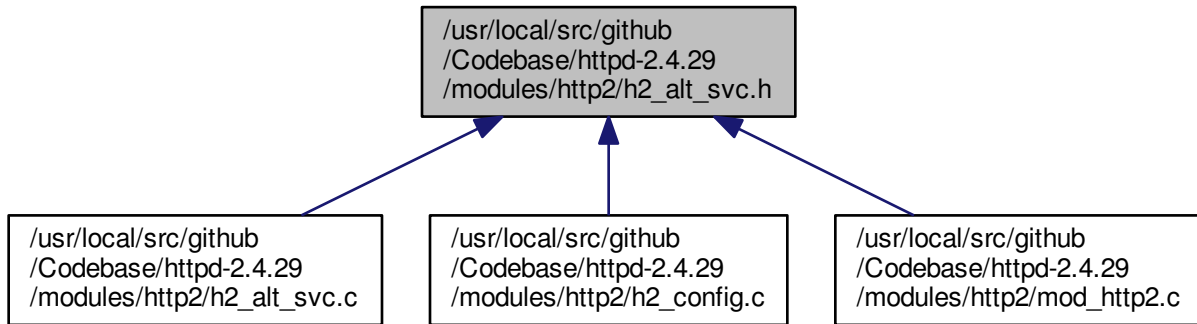 /usr/local/src/github
/Codebase/httpd-2.4.29
/modules/http2/h2_alt_svc.h
/usr/local/src/github
/Codebase/httpd-2.4.29
/modules/http2/h2_alt_svc.c
/usr/local/src/github
/Codebase/httpd-2.4.29
/modules/http2/h2_config.c
/usr/local/src/github
/Codebase/httpd-2.4.29
/modules/http2/mod_http2.c